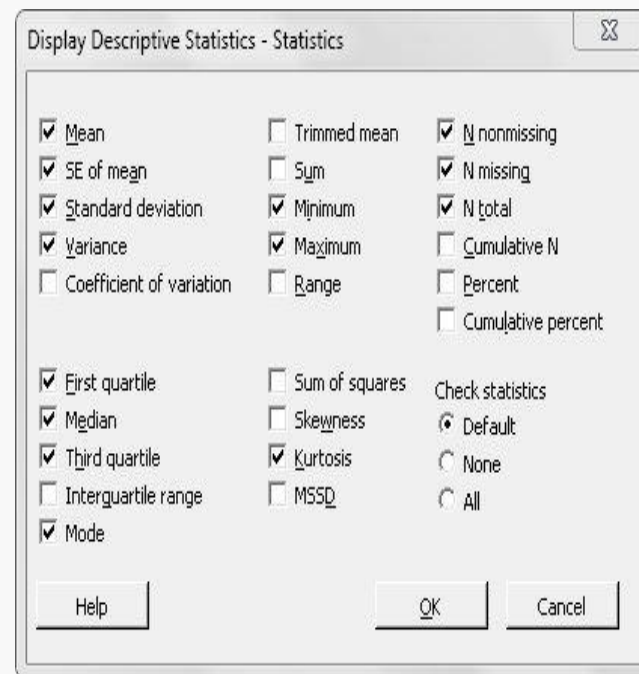 Display Descriptive Statistics - Statistics
Mean
SE of mean
Standard deviation
Variance
Coefficient of variation
Trimmed mean
Sum
Minimum
Maximum
Range
N nonmissing
N missing
N total
Cumulative N
Percent
Cumulative percent
First quartile
Median
Third quartile
Interquartile range
Mode
Sum of squares
Skewness
Kurtosis
MSSD
Check statistics
Default
None
All
Help
OK
Cancel